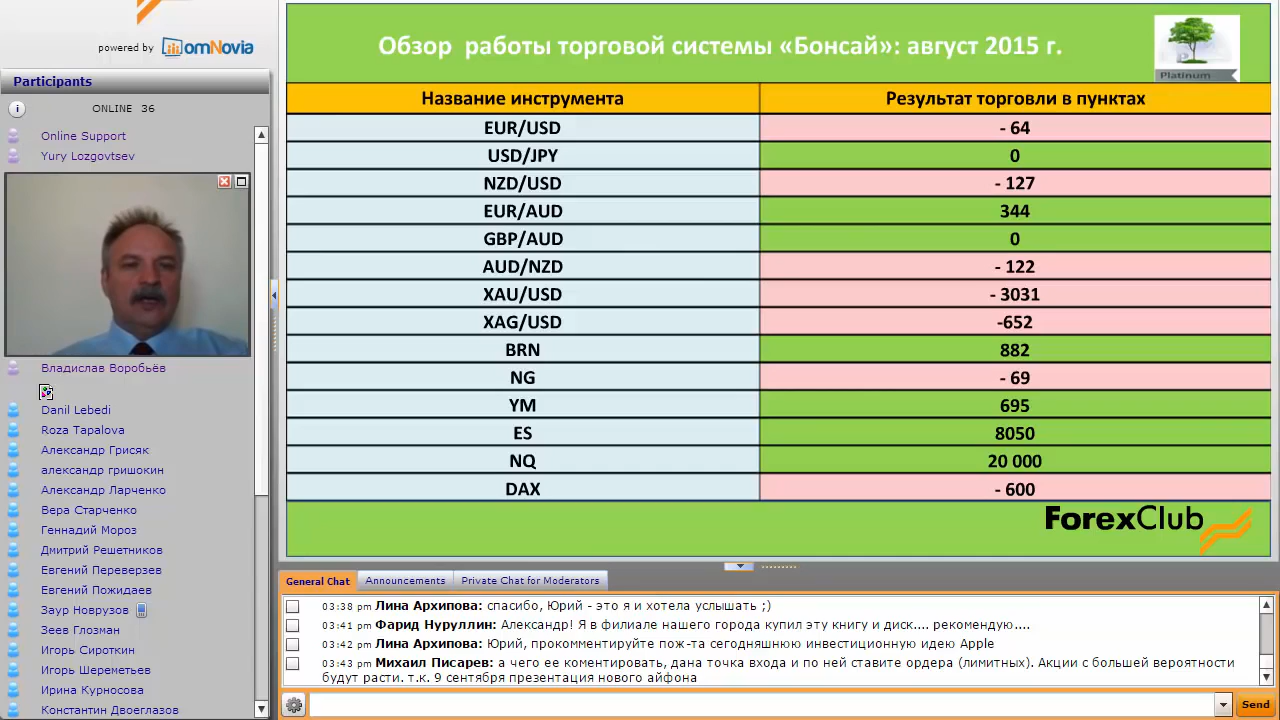 powered by omNovia
Participants
ONLINE 36
Online Support
Yury Lozgovtsev
Владислав Воробьёв
Danil Lebedi
Roza Tapalova
Александр Грисяк
александр гришокин
Александр Ларченко
Вера Старченко
Геннадий Мороз
Дмитрий Решетников
Евгений Переверзев
Евгений Пожидаев
Заур Новрузов
Зеев Глозман
Игорь Сироткин
Игорь Шереметьев
Ирина Курносова
Константин Двоеглазов
Обзор работы торговой системы «Бонсай»: август 2015 г.
Platinum
Название инструмента Результат торговли в пунктах
EUR/USD - 64
USD/JPY 0
NZD/USD - 127
EUR/AUD 344
GBP/AUD 0
AUD/NZD - 122
XAU/USD - 3031
XAG/USD -652
BRN 882
NG - 69
YM 695
ES 8050
NQ 20 000
DAX - 600
ForexClub
General Chat Announcements Private Chat for Moderators
03:38 pm Лина Архипова: спасибо, Юрий - это я и хотела услышать ;)
03:41 pm Фарид Нуруллин: Александр! Я в филиале нашего города купил эту книгу и диск.... рекомендую....
03:42 pm Лина Архипова: Юрий, прокомментируйте пож-та сегодняшнюю инвестиционную идею Apple
03:43 pm Михаил Писарев: а чего ее коментировать, дана точка входа и по ней ставите ордера (лимитных). Акции с большей вероятности
будут расти. т.к. 9 сентября презентация нового айфона
Send